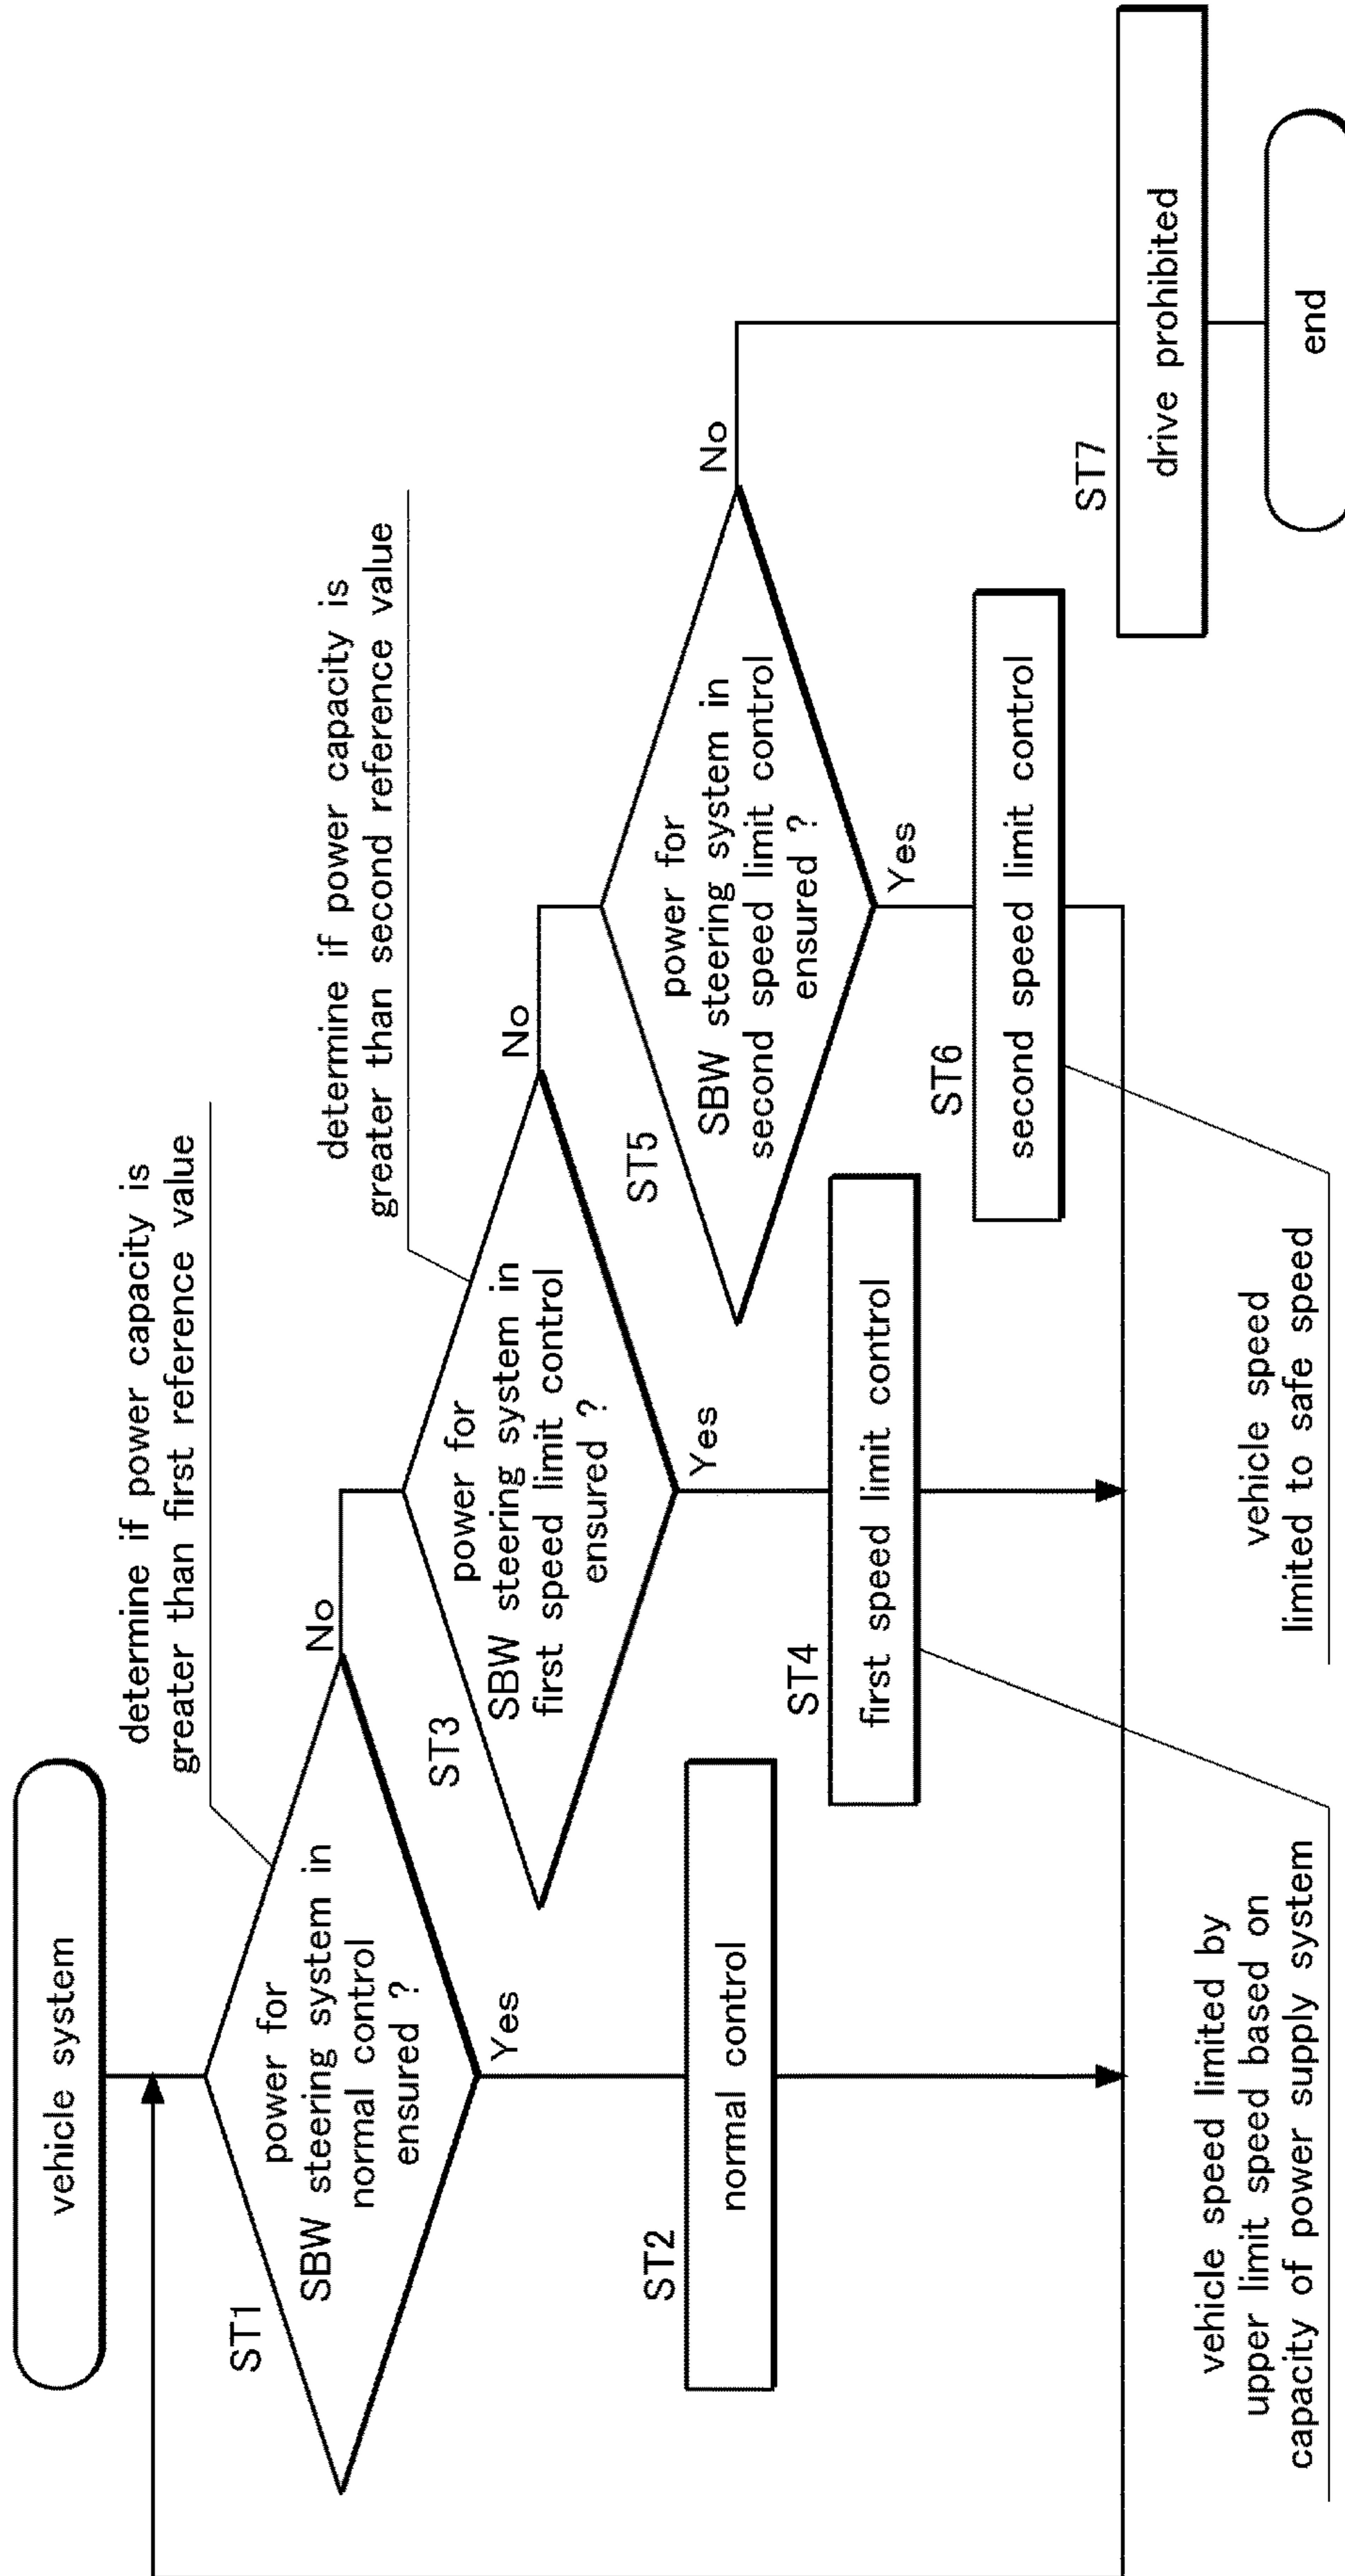 vehicle system
determine if power capacity is
greater than first reference value
ST1
power for
SBW steering system in
normal control
ensured ?
No
Yes
determine if power capacity is
greater than second reference value
ST3
power for
SBW steering system in
first speed limit control
ensured ?
No
Yes
ST5
power for
SBW steering system in
second speed limit control
ensured ?
No
Yes
ST2
normal control
ST4
first speed limit control
ST6
second speed limit control
ST7
drive prohibited
end
vehicle speed limited by
upper limit speed based on
capacity of power supply system
vehicle speed
limited to safe speed